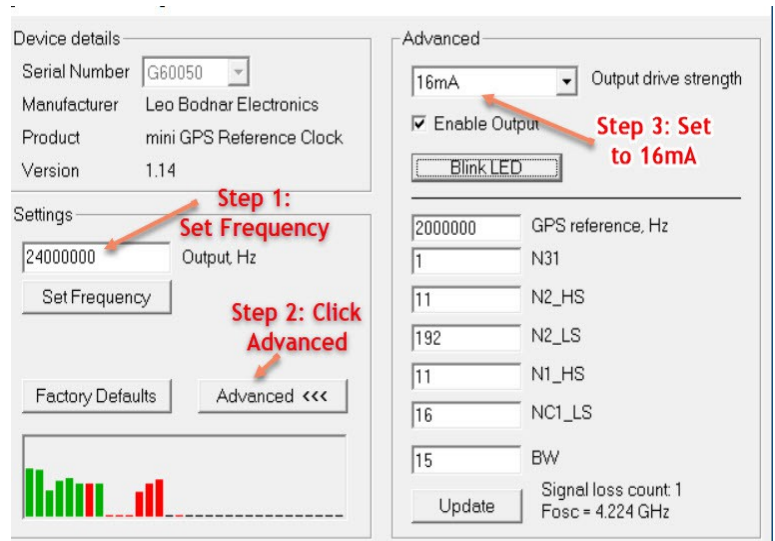 Device details
Serial Number G60050
Manufacturer Leo Bodnar Electronics
Product mini GPS Reference Clock
Version 1.14
Step 1:
Set Frequency
Settings
24000000 Output, Hz
Set Frequency
Step 2: Click
Advanced
Factory Defaults Advanced <<<
Advanced
16mA Output drive strength
Enable Output
Step 3: Set
to 16mA
Blink LED
2000000 GPS reference, Hz
1 N31
11 N2_HS
192 N2_LS
11 N1_HS
16 NC1_LS
15 BW
Update
Signal loss count: 1
Fosc = 4.224 GHz